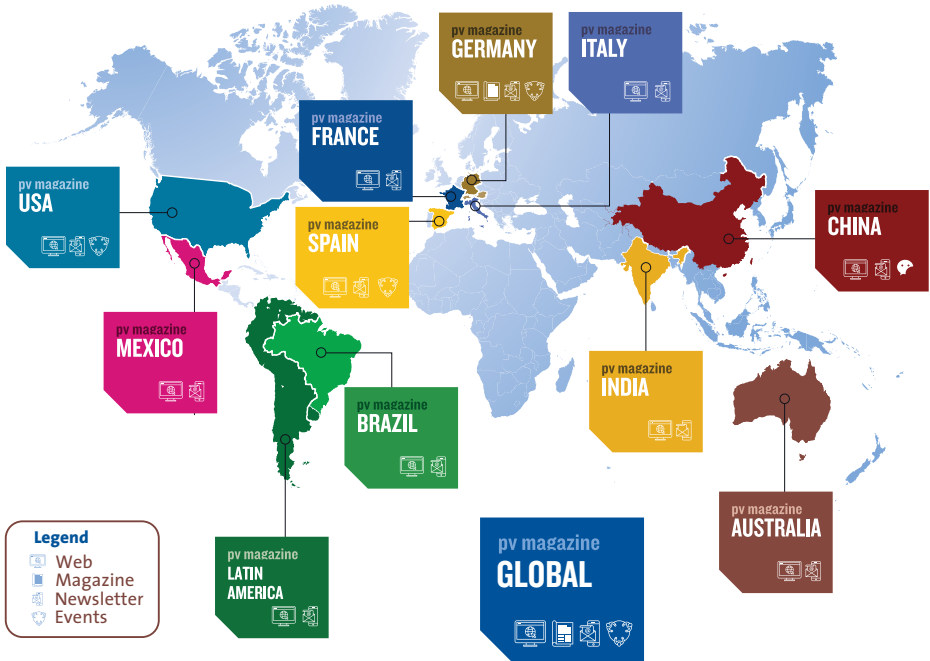 pv magazine
GERMANY
pv magazine
ITALY
pv magazine
FRANCE
pv magazine
USA
pv magazine
SPAIN
pv magazine
CHINA
pv magazine
MEXICO
pv magazine
INDIA
pv magazine
BRAZIL
pv magazine
AUSTRALIA
pv magazine
LATIN
AMERICA
pv magazine
GLOBAL
Legend
Web
Magazine
Newsletter
Events